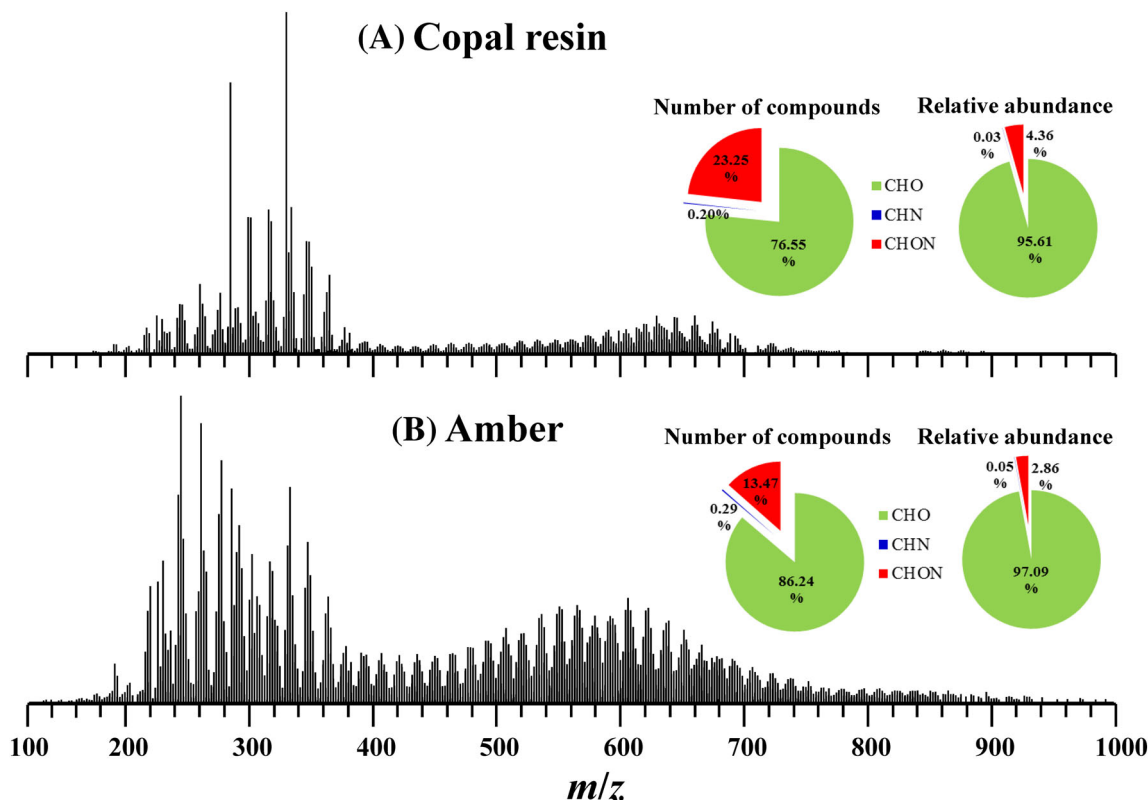 (A) Copal resin
Number of compounds
Relative abundance
23.25
%
0.20%
76.55
%
CHO
CHN
CHON
0.03
%
4.36
%
95.61
%
(B) Amber
Number of compounds
Relative abundance
13.47
%
0.29
%
86.24
%
CHO
CHN
CHON
0.05
%
2.86
%
97.09
%
100 200 300 400 500 600 700 800 900 1000
m/z